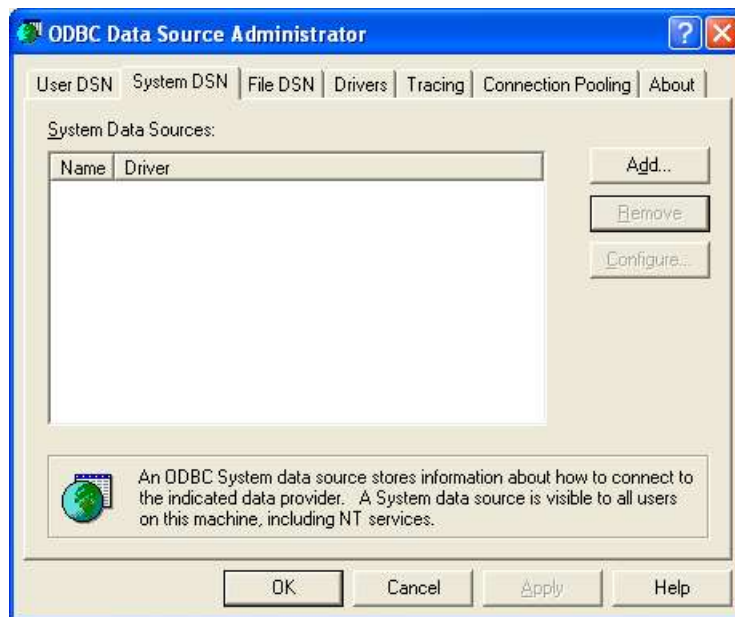 ODBC Data Source Administrator
User DSN System DSN File DSN Drivers Tracing Connection Pooling About
System Data Sources:
Name Driver
Add...
Remove
Configure...
An ODBC System data source stores information about how to connect to
the indicated data provider. A System data source is visible to all users
on this machine, including NT services.
OK Cancel Apply Help